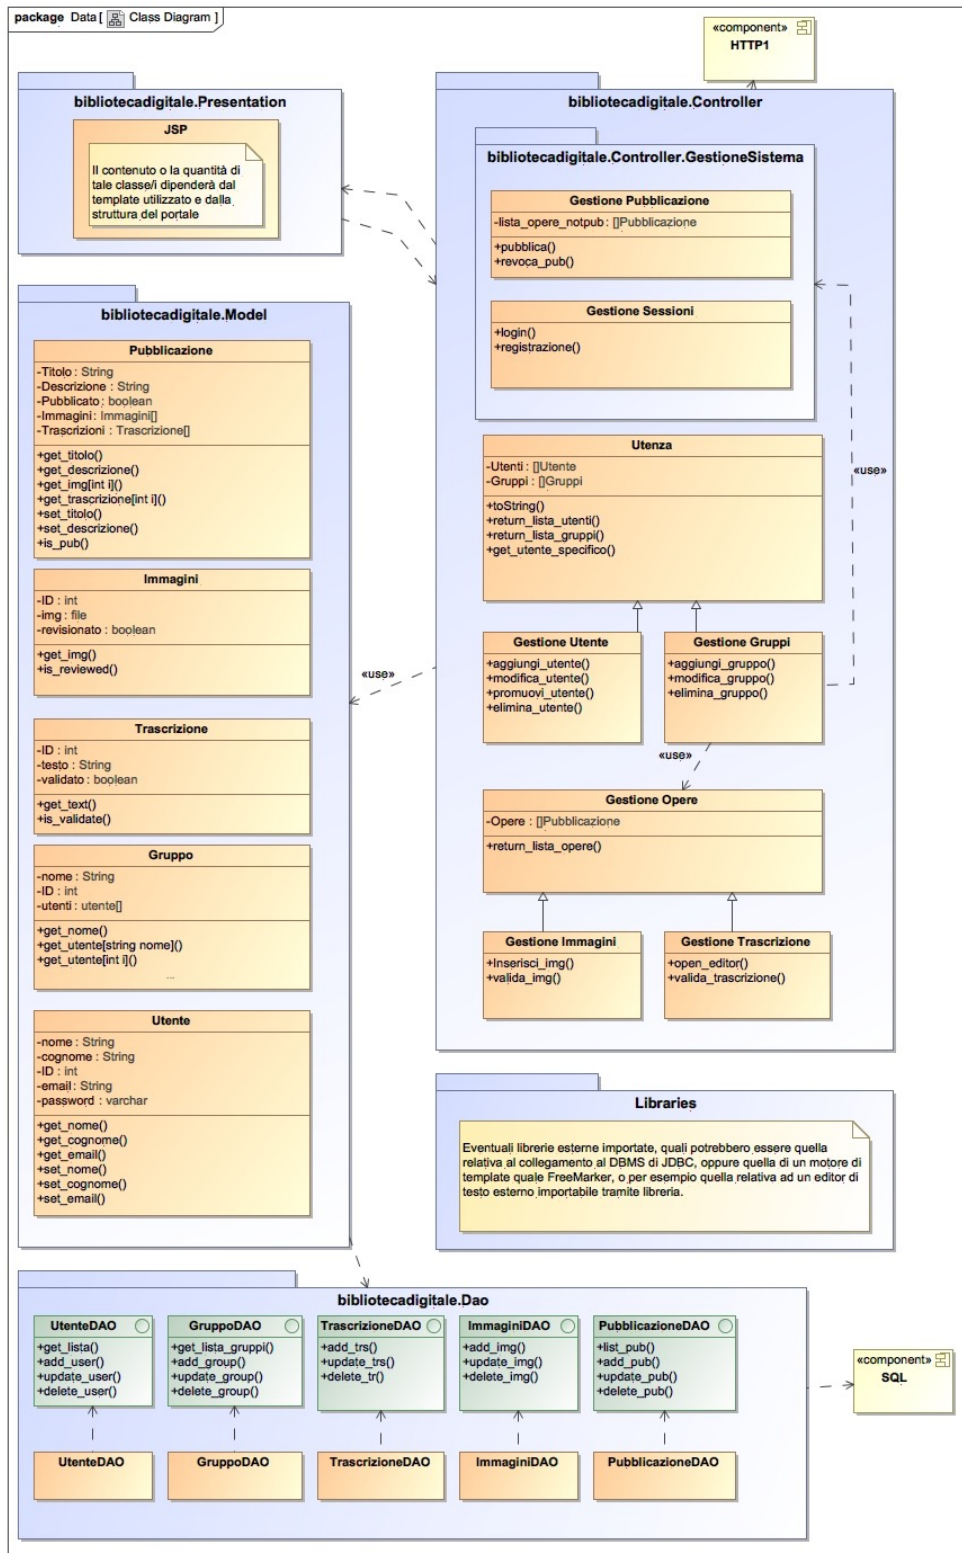 package Data [ Class Diagram ]
«component»
HTTP1
bibliotecadigitale.Presentation
JSP
Il contenuto o la quantità di
tale classe/i dipenderà dal
template utilizzato e dalla
struttura del portale
bibliotecadigitale.Controller
bibliotecadigitale.Controller.GestioneSistema
Gestione Pubblicazione
-lista_opere_notpub : []Pubblicazione
+pubblica()
+revoca_pub()
Gestione Sessioni
+login()
+registrazione()
Utenza
-Utenti : []Utente
-Gruppi : []Gruppi
+toString()
+return_lista_utenti()
+return_lista_gruppi()
+get_utente_specifico()
«use»
Gestione Utente
+aggiungi_utente()
+modifica_utente()
+promuovi_utente()
+elimina_utente()
Gestione Gruppi
+aggiungi_gruppo()
+modifica_gruppo()
+elimina_gruppo()
«use»
Gestione Opere
-Opere : []Pubblicazione
+return_lista_opere()
Gestione Immagini
+Inserisci_img()
+valida_img()
Gestione Trascrizione
+open_editor()
+valida_trascrizione()
«use»
bibliotecadigitale.Model
Pubblicazione
-Titolo : String
-Descrizione : String
-Pubblicato : boolean
-Immagini : Immagini[]
-Trascrizioni : Trascrizione[]
+get_titolo()
+get_descrizione()
+get_img[int i]()
+get_trascrizione[int i]()
+set_titolo()
+set_descrizione()
+is_pub()
Immagini
-ID : int
-img : file
-revisionato : boolean
+get_img()
+is_reviewed()
Trascrizione
-ID : int
-testo : String
-validato : boolean
+get_text()
+is_validate()
Gruppo
-nome : String
-ID : int
-utenti : utente[]
+get_nome()
+get_utente[string nome]()
+get_utente[int i]()
...
Utente
-nome : String
-cognome : String
-ID : int
-email : String
-password : varchar
+get_nome()
+get_cognome()
+get_email()
+set_nome()
+set_cognome()
+set_email()
Libraries
Eventuali librerie esterne importate, quali potrebbero essere quella
relativa al collegamento al DBMS di JDBC, oppure quella di un motore di
template quale FreeMarker, o per esempio quella relativa ad un editor di
testo esterno importabile tramite libreria.
bibliotecadigitale.Dao
UtenteDAO
+get_lista()
+add_user()
+update_user()
+delete_user()
GruppoDAO
+get_lista_gruppi()
+add_group()
+update_group()
+delete_group()
TrascrizioneDAO
+add_trs()
+update_trs()
+delete_tr()
ImmaginiDAO
+add_img()
+update_img()
+delete_img()
PubblicazioneDAO
+list_pub()
+add_pub()
+update_pub()
+delete_pub()
UtenteDAO
GruppoDAO
TrascrizioneDAO
ImmaginiDAO
PubblicazioneDAO
«component»
SQL